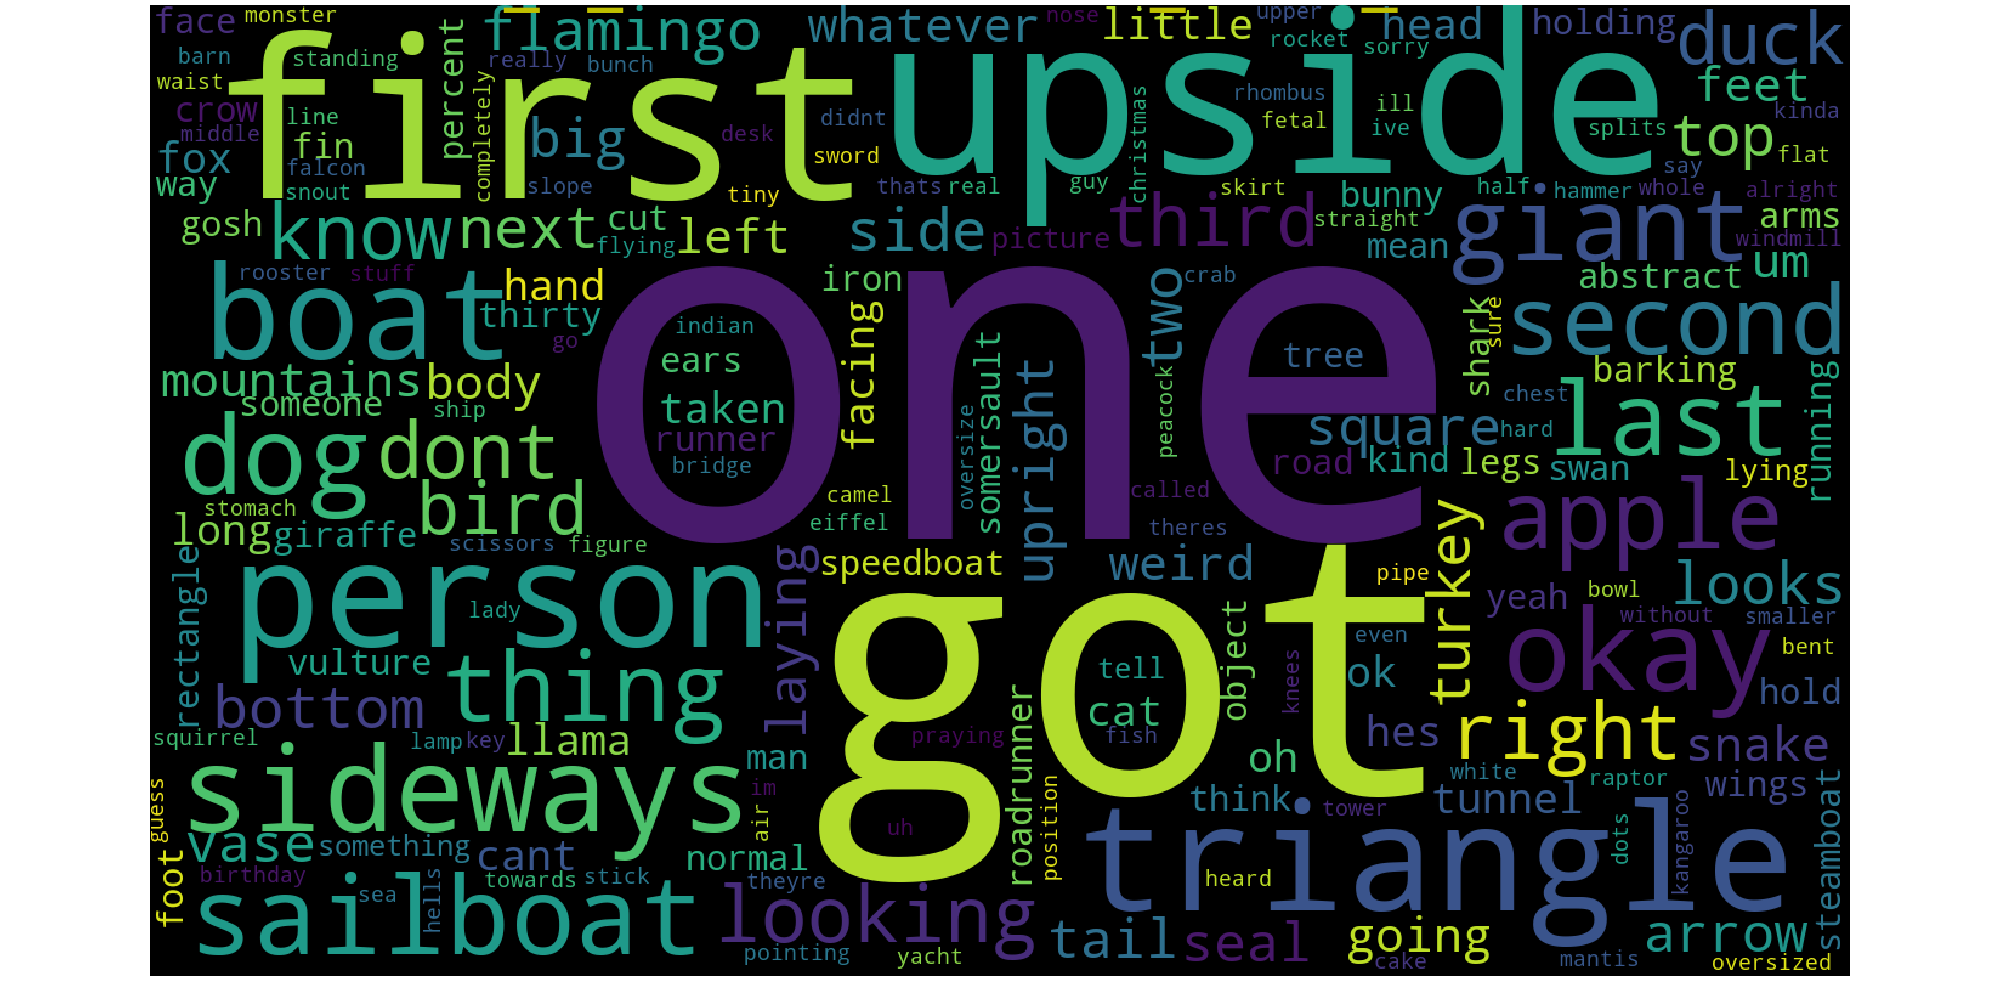 face monster flamingo whatever nose little upper head holding duck
barn standing percent really bunch rocket sorry feet
waist first upside
crow line completely big desk didnt christmas rhombus ill ive splits top kinda
middle fin sword fetal flat
fox falcon say
way snout slope tiny thats real guy skirt bunny half hammer whole alright
gosh know next cut left side picture third straight giant arms
flying mean windmill
rooster stuff hand iron crab abstract um
boat thirty one two second
go indian facing tree shark sure
mountains body ears barking
someone ship taken somersault upright peacock square chest last running
dog dont runner hard
bridge road kind legs swan lying
stomach bird camel oversize called apple
long giraffe eiffel theres
rectangle scissors figure laying speedboat weird turkey looks
person got pipe yeah bowl without smaller
lady object even okay
vulture thing tell knees ok bent
bottom cat right hold
squirrel lamp key llama roadrunner praying fish hes snake
sideways man oh white raptor wings
im think tower tunnel steamboat
guess air uh position triangle dots kangaroo
vase something cant normal
foot birthday towards stick theyre heard
sailboat sea hells looking tail seal going arrow
pointing yacht cake mantis oversized